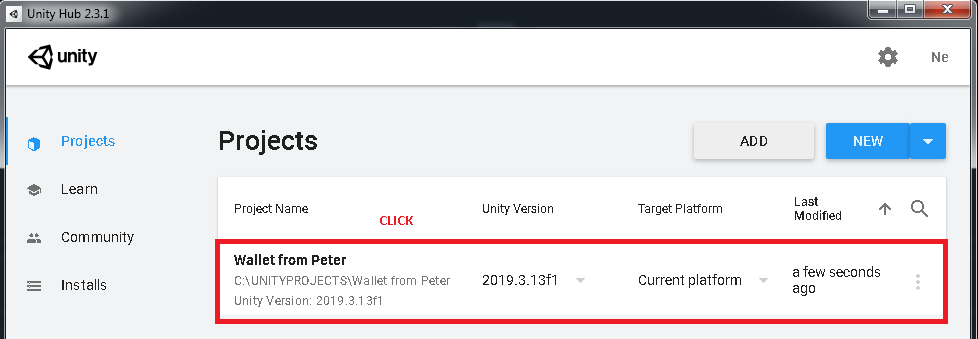 Unity Hub 2.3.1
unity
Ne
Projects
Learn
Community
Installs
Projects
ADD
NEW
Project Name
CLICK
Unity Version
Target Platform
Last
Modified
Wallet from Peter
C:\UNITYPROJECTS\Wallet from Peter
Unity Version: 2019.3.13f1
2019.3.13f1
Current platform
a few seconds
ago